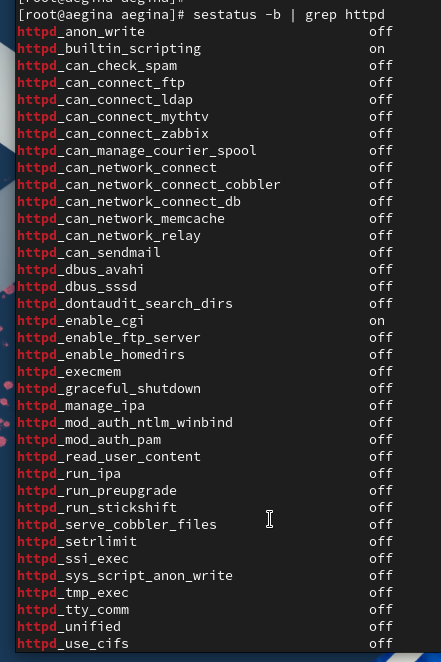 [root@aegina aegina]#
[root@aegina aegina]# sestatus -b | grep httpd
httpd_anon_write off
httpd_builtin_scripting on
httpd_can_check_spam off
httpd_can_connect_ftp off
httpd_can_connect_ldap off
httpd_can_connect_mythtv off
httpd_can_connect_zabbix off
httpd_can_manage_courier_spool off
httpd_can_network_connect off
httpd_can_network_connect_cobbler off
httpd_can_network_connect_db off
httpd_can_network_memcache off
httpd_can_network_relay off
httpd_can_sendmail off
httpd_dbus_avahi off
httpd_dbus_sssd off
httpd_dontaudit_search_dirs off
httpd_enable_cgi on
httpd_enable_ftp_server off
httpd_enable_homedirs off
httpd_execmem off
httpd_graceful_shutdown off
httpd_manage_ipa off
httpd_mod_auth_ntlm_winbind off
httpd_mod_auth_pam off
httpd_read_user_content off
httpd_run_ipa off
httpd_run_preupgrade off
httpd_run_stickshift off
httpd_serve_cobbler_files off
httpd_setrlimit off
httpd_ssi_exec off
httpd_sys_script_anon_write off
httpd_tmp_exec off
httpd_tty_comm off
httpd_unified off
httpd_use_cifs off